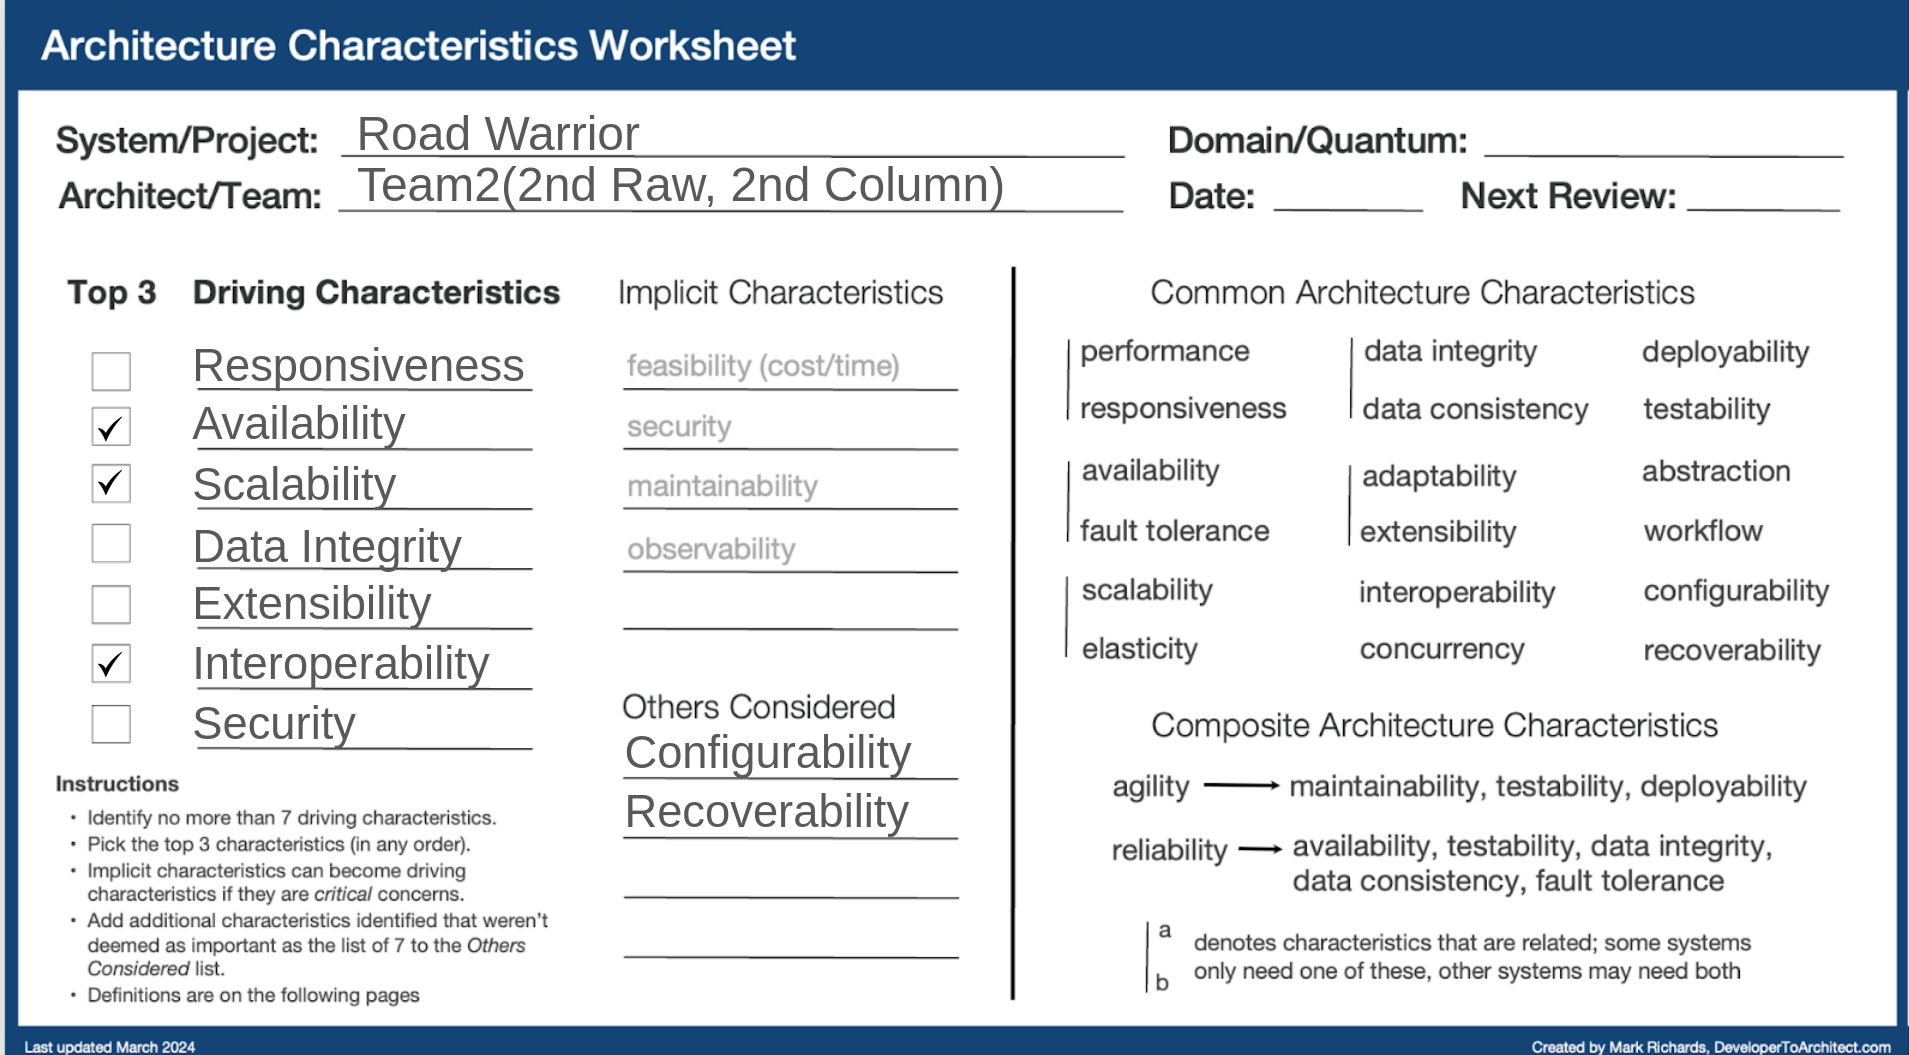 Architecture Characteristics Worksheet
System/Project: Road Warrior
Domain/Quantum:
Architect/Team: Team2(2nd Raw, 2nd Column)
Date: Next Review:
Top 3 Driving Characteristics Implicit Characteristics
✓ Responsiveness feasibility (cost/time)
✓ Availability security
✓ Scalability maintainability
Data Integrity observability
Extensibility
✓ Interoperability
Security
Others Considered
Configurability
Recoverability
Instructions
• Identify no more than 7 driving characteristics.
• Pick the top 3 characteristics (in any order).
• Implicit characteristics can become driving
characteristics if they are critical concerns.
• Add additional characteristics identified that weren't
deemed as important as the list of 7 to the Others
Considered list.
• Definitions are on the following pages
Common Architecture Characteristics
performance data integrity deployability
responsiveness data consistency testability
availability adaptability abstraction
fault tolerance extensibility workflow
scalability interoperability configurability
elasticity concurrency recoverability
Composite Architecture Characteristics
agility → maintainability, testability, deployability
reliability → availability, testability, data integrity,
data consistency, fault tolerance
a
b
denotes characteristics that are related; some systems
only need one of these, other systems may need both
Last updated March 2024
Created by Mark Richards, DeveloperToArchitect.com